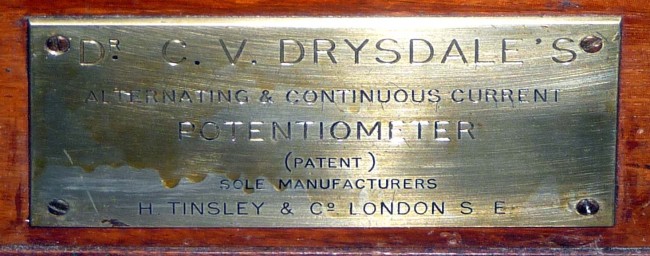 Dr. C. V. DRYSDALE'S
ALTERNATING & CONTINUOUS CURRENT
POTENTIOMETER
(PATENT)
SOLE MANUFACTURERS
H. TINSLEY & Co. LONDON S. E.